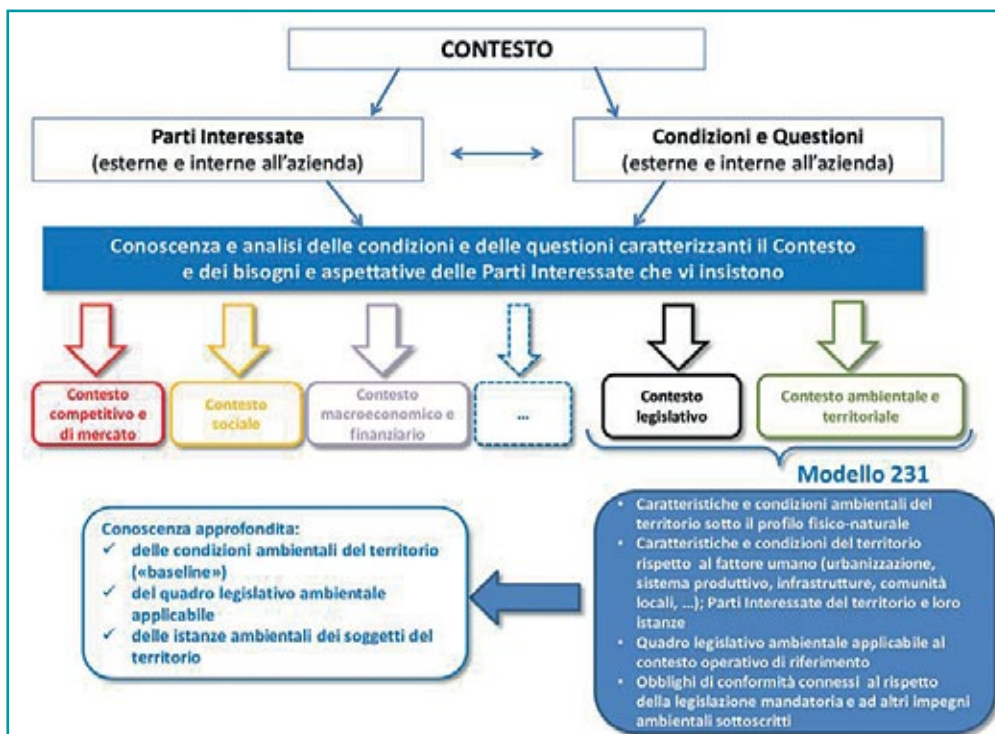 CONTESTO
Parti Interessate
(esterne e interne all'azienda)
Condizioni e Questioni
(esterne e interne all'azienda)
Conoscenza e analisi delle condizioni e delle questioni caratterizzanti il Contesto
e dei bisogni e aspettative delle Parti Interessate che vi insistono
Contesto
competitivo e
di mercato
Contesto
sociale
Contesto
macroeconomico e
finanziario
...
Contesto
legislativo
Contesto ambientale e
territoriale
Modello 231
Conoscenza approfondita:
✓ delle condizioni ambientali del territorio
(«baseline»)
✓ del quadro legislativo ambientale
applicabile
✓ delle istanze ambientali dei soggetti del
territorio
• Caratteristiche e condizioni ambientali del
territorio sotto il profilo fisico-naturale
• Caratteristiche e condizioni del territorio
rispetto al fattore umano (urbanizzazione,
sistema produttivo, infrastrutture, comunità
locali, ...); Parti Interessate del territorio e loro
istanze
• Quadro legislativo ambientale applicabile al
contesto operativo di riferimento
• Obblighi di conformità connessi al rispetto
della legislazione mandatoria e ad altri impegni
ambientali sottoscritti